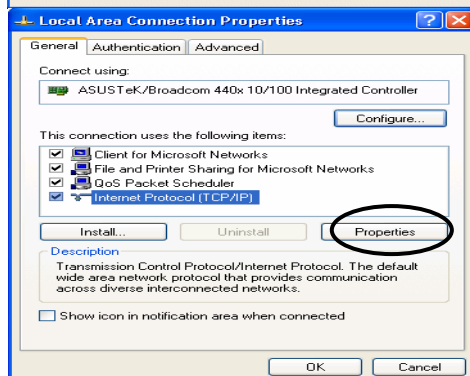 Local Area Connection Properties
General Authentication Advanced
Connect using:
ASUSTeK/Broadcom 440x 10/100 Integrated Controller
Configure...
This connection uses the following items:
Client for Microsoft Networks
File and Printer Sharing for Microsoft Networks
QoS Packet Scheduler
Internet Protocol (TCP/IP)
Install... Uninstall Properties
Description
Transmission Control Protocol/Internet Protocol. The default
wide area network protocol that provides communication
across diverse interconnected networks.
Show icon in notification area when connected
OK Cancel